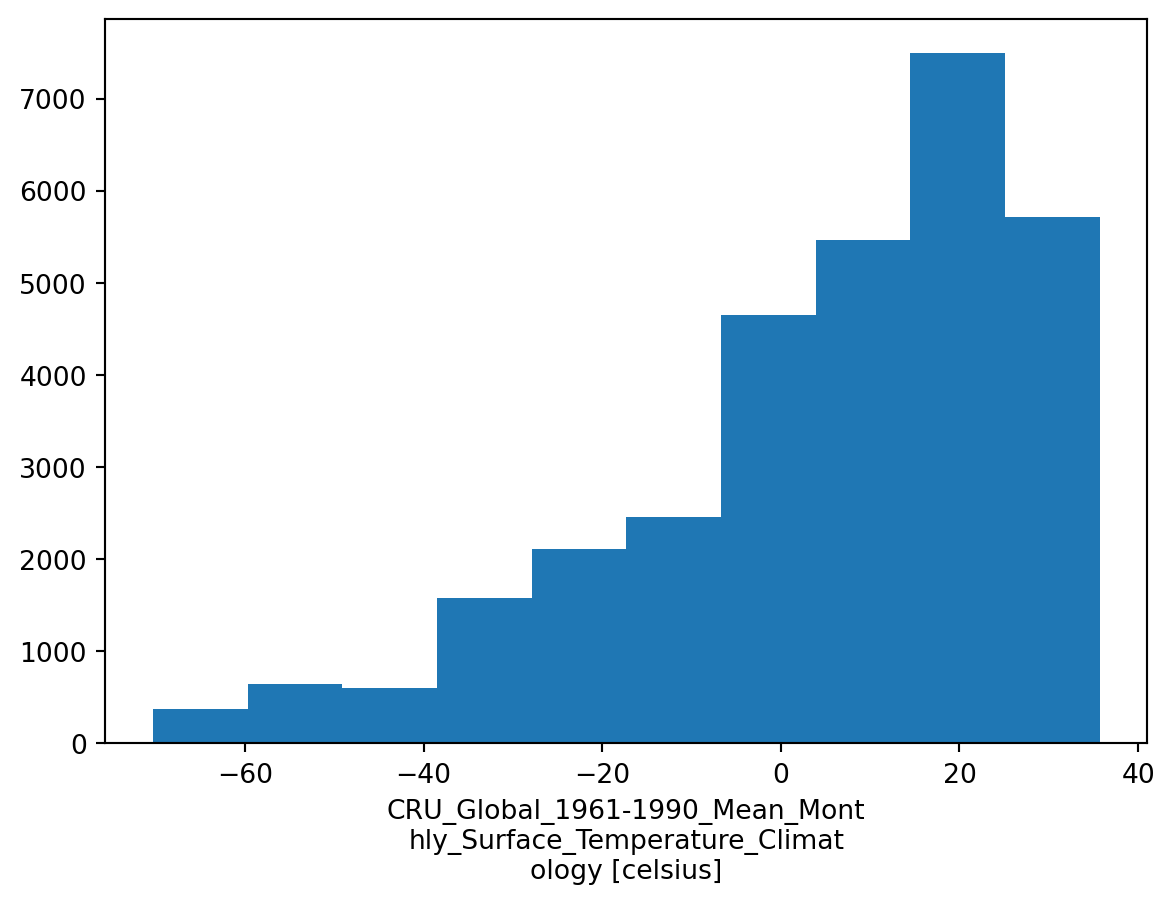 7000
6000
5000
4000
3000
2000
1000
0
−60 −40 −20 0 20 40
CRU_Global_1961-1990_Mean_Mont
hly_Surface_Temperature_Climat
ology [celsius]